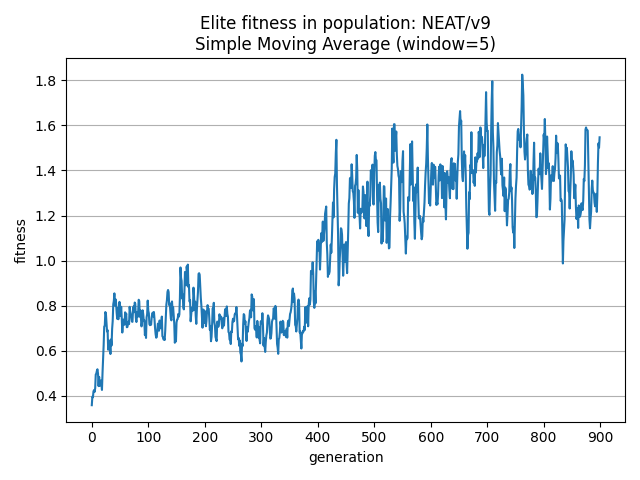 Elite fitness in population: NEAT/v9
Simple Moving Average (window=5)
1.8
1.6
1.4
1.2
1.0
0.8
0.6
0.4
fitness
0 100 200 300 400 500 600 700 800 900
generation